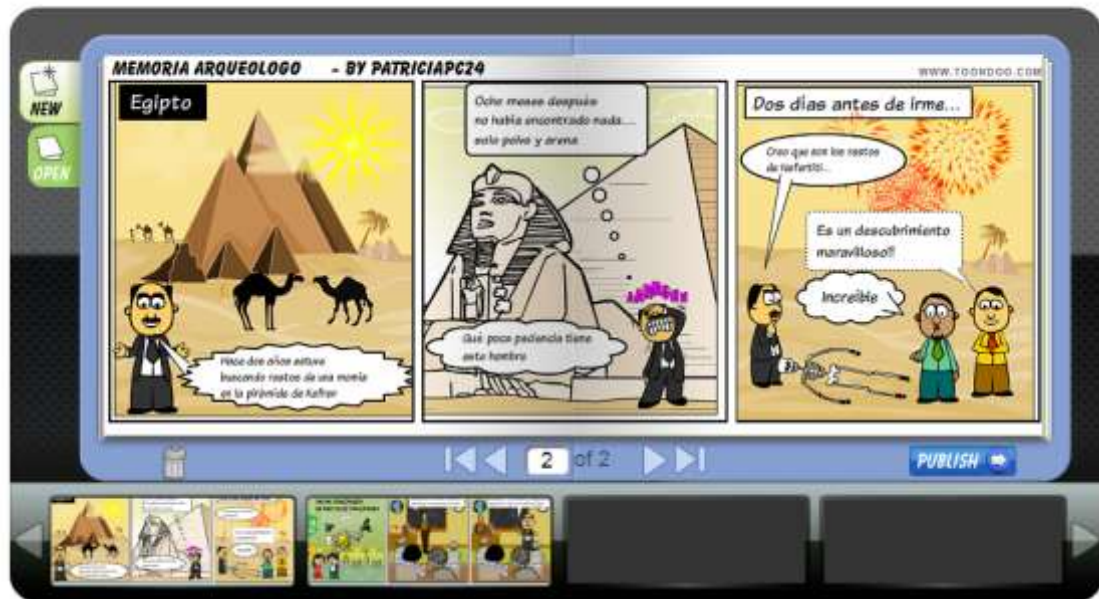 MEMORIA ARQUEOLOGO - BY PATRICIAPC24
WWW.TOONDOO.COM
NEW
OPEN
Egipto
Hace dos años estuve
buscando restos de una momia
en la pirámide de Kefren
Ocho meses después
no había encontrado nada...
solo polvo y arena
Qué poca paciencia tiene
este hombre
Dos días antes de irme...
Creo que son los restos
de Nefertiti...
Es un descubrimiento
maravilloso!!
Increíble
2 of 2
PUBLISH